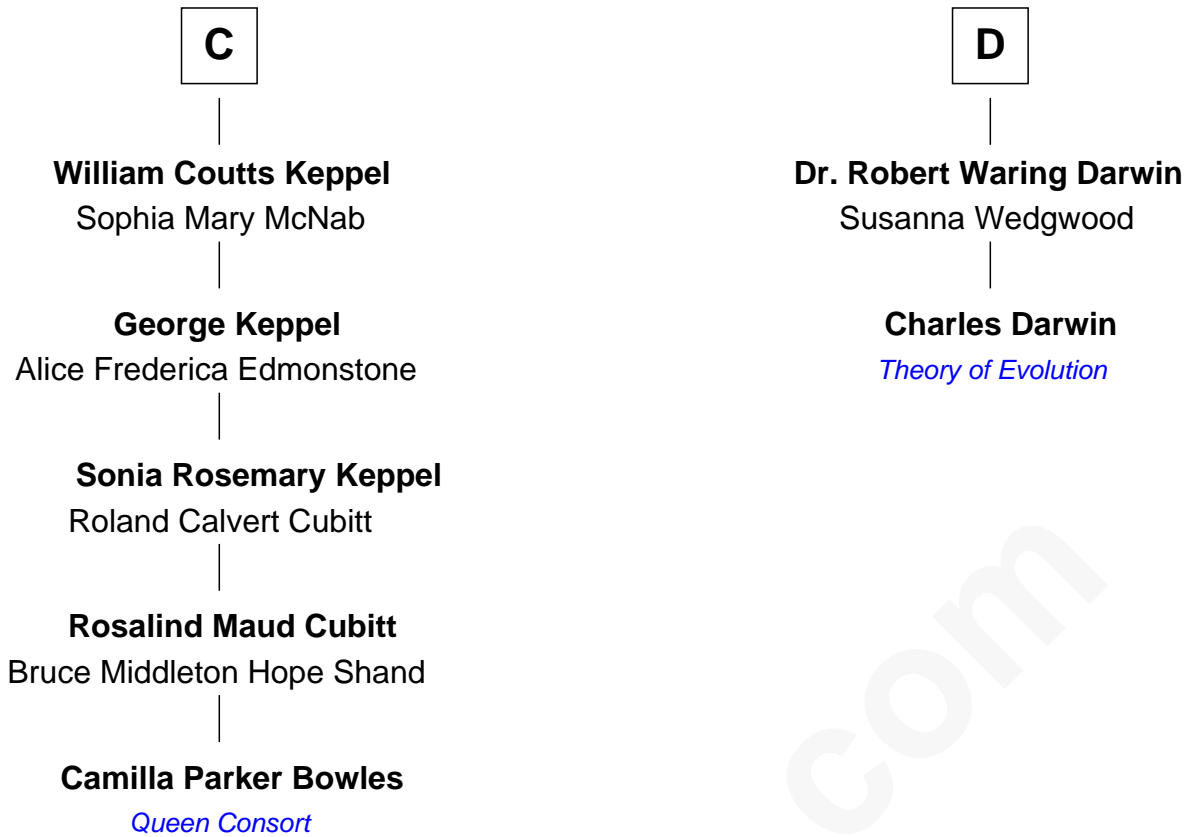 C
William Coutts Keppel
Sophia Mary McNab
George Keppel
Alice Frederica Edmonstone
Sonia Rosemary Keppel
Roland Calvert Cubitt
Rosalind Maud Cubitt
Bruce Middleton Hope Shand
Camilla Parker Bowles
Queen Consort
D
Dr. Robert Waring Darwin
Susanna Wedgwood
Charles Darwin
Theory of Evolution
com